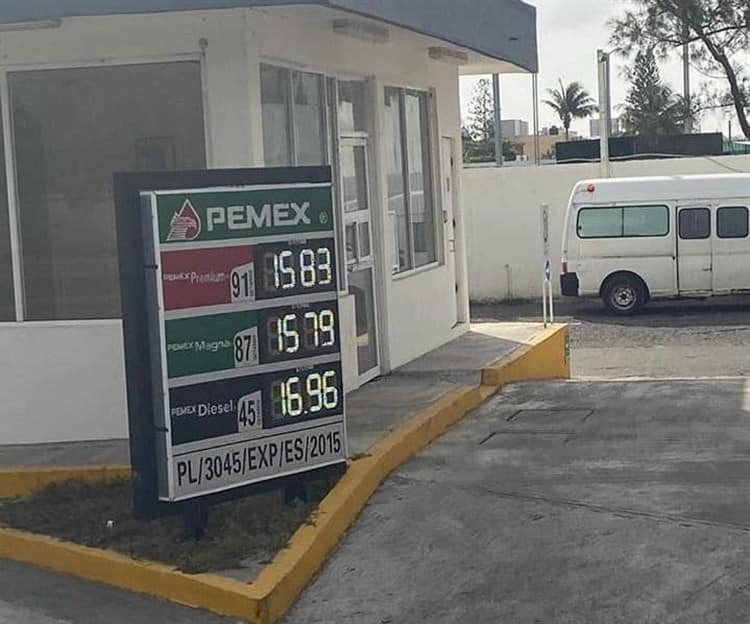 PEMEX ®
PEMEX Premium 91 15 83
PEMEX Magna 87 15 79
PEMEX Diesel 45 16.96
PL/3045/EXP/ES/2015